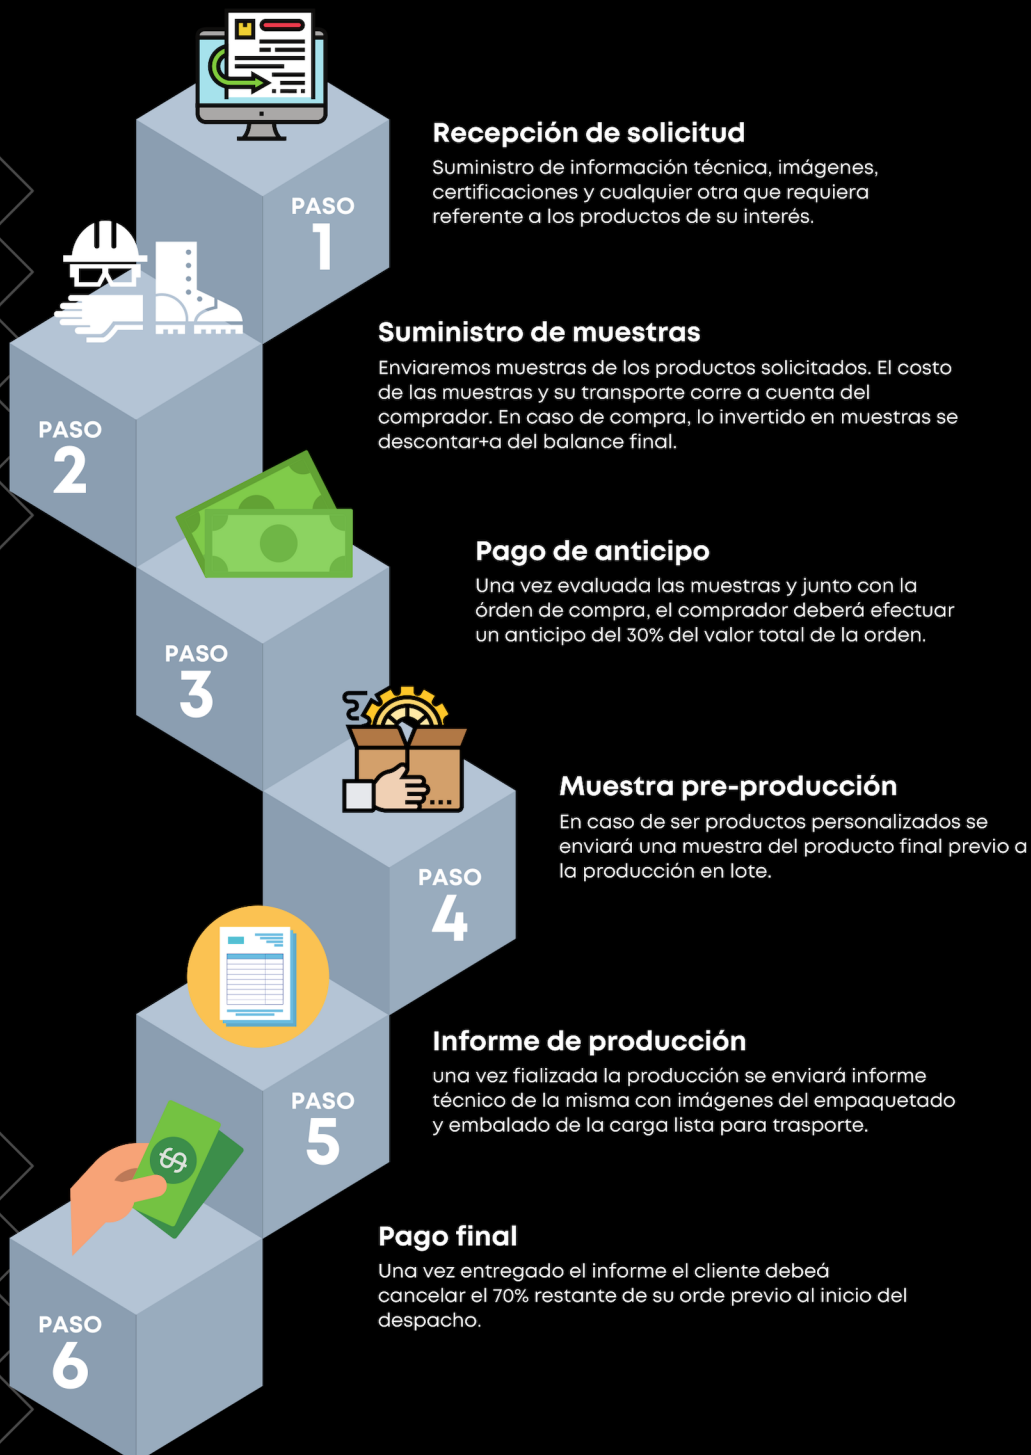 PASO
1
Recepción de solicitud
Suministro de información técnica, imágenes,
certificaciones y cualquier otra que requiera
referente a los productos de su interés.
PASO
2
Suministro de muestras
Enviaremos muestras de los productos solicitados. El costo
de las muestras y su transporte corre a cuenta del
comprador. En caso de compra, lo invertido en muestras se
descontar+a del balance final.
PASO
3
Pago de anticipo
Una vez evaluada las muestras y junto con la
órden de compra, el comprador deberá efectuar
un anticipo del 30% del valor total de la orden.
PASO
4
Muestra pre-producción
En caso de ser productos personalizados se
enviará una muestra del producto final previo a
la producción en lote.
PASO
5
Informe de producción
una vez fializada la producción se enviará informe
técnico de la misma con imágenes del empaquetado
y embalado de la carga lista para trasporte.
PASO
6
Pago final
Una vez entregado el informe el cliente debeá
cancelar el 70% restante de su orde previo al inicio del
despacho.